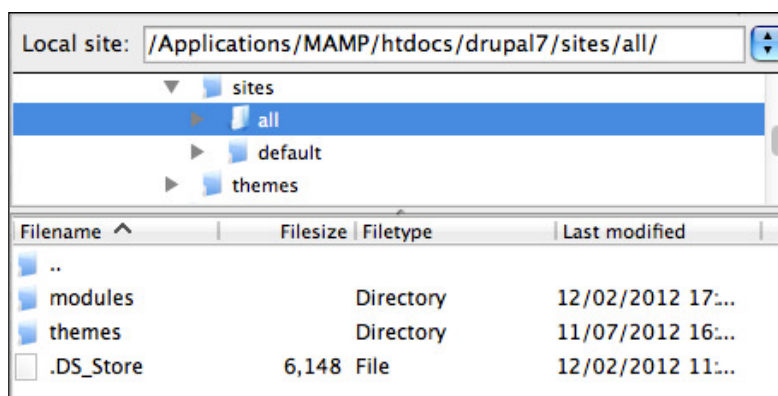 Local site: /Applications/MAMP/htdocs/drupal7/sites/all/
sites
all
default
themes
Filename Filesize Filetype Last modified
..
modules Directory 12/02/2012 17:...
themes Directory 11/07/2012 16:...
.DS_Store 6,148 File 12/02/2012 11:...